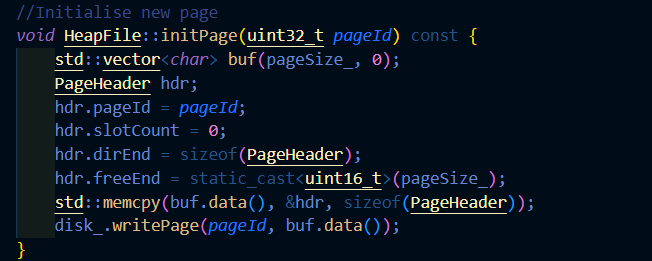 //Initialise new page
void HeapFile::initPage(uint32_t pageId) const {
    std::vector<char> buf(pageSize_, 0);
    PageHeader hdr;
    hdr.pageId = pageId;
    hdr.slotCount = 0;
    hdr.dirEnd = sizeof(PageHeader);
    hdr.freeEnd = static_cast<uint16_t>(pageSize_);
    std::memcpy(buf.data(), &hdr, sizeof(PageHeader));
    disk_.writePage(pageId, buf.data());
}